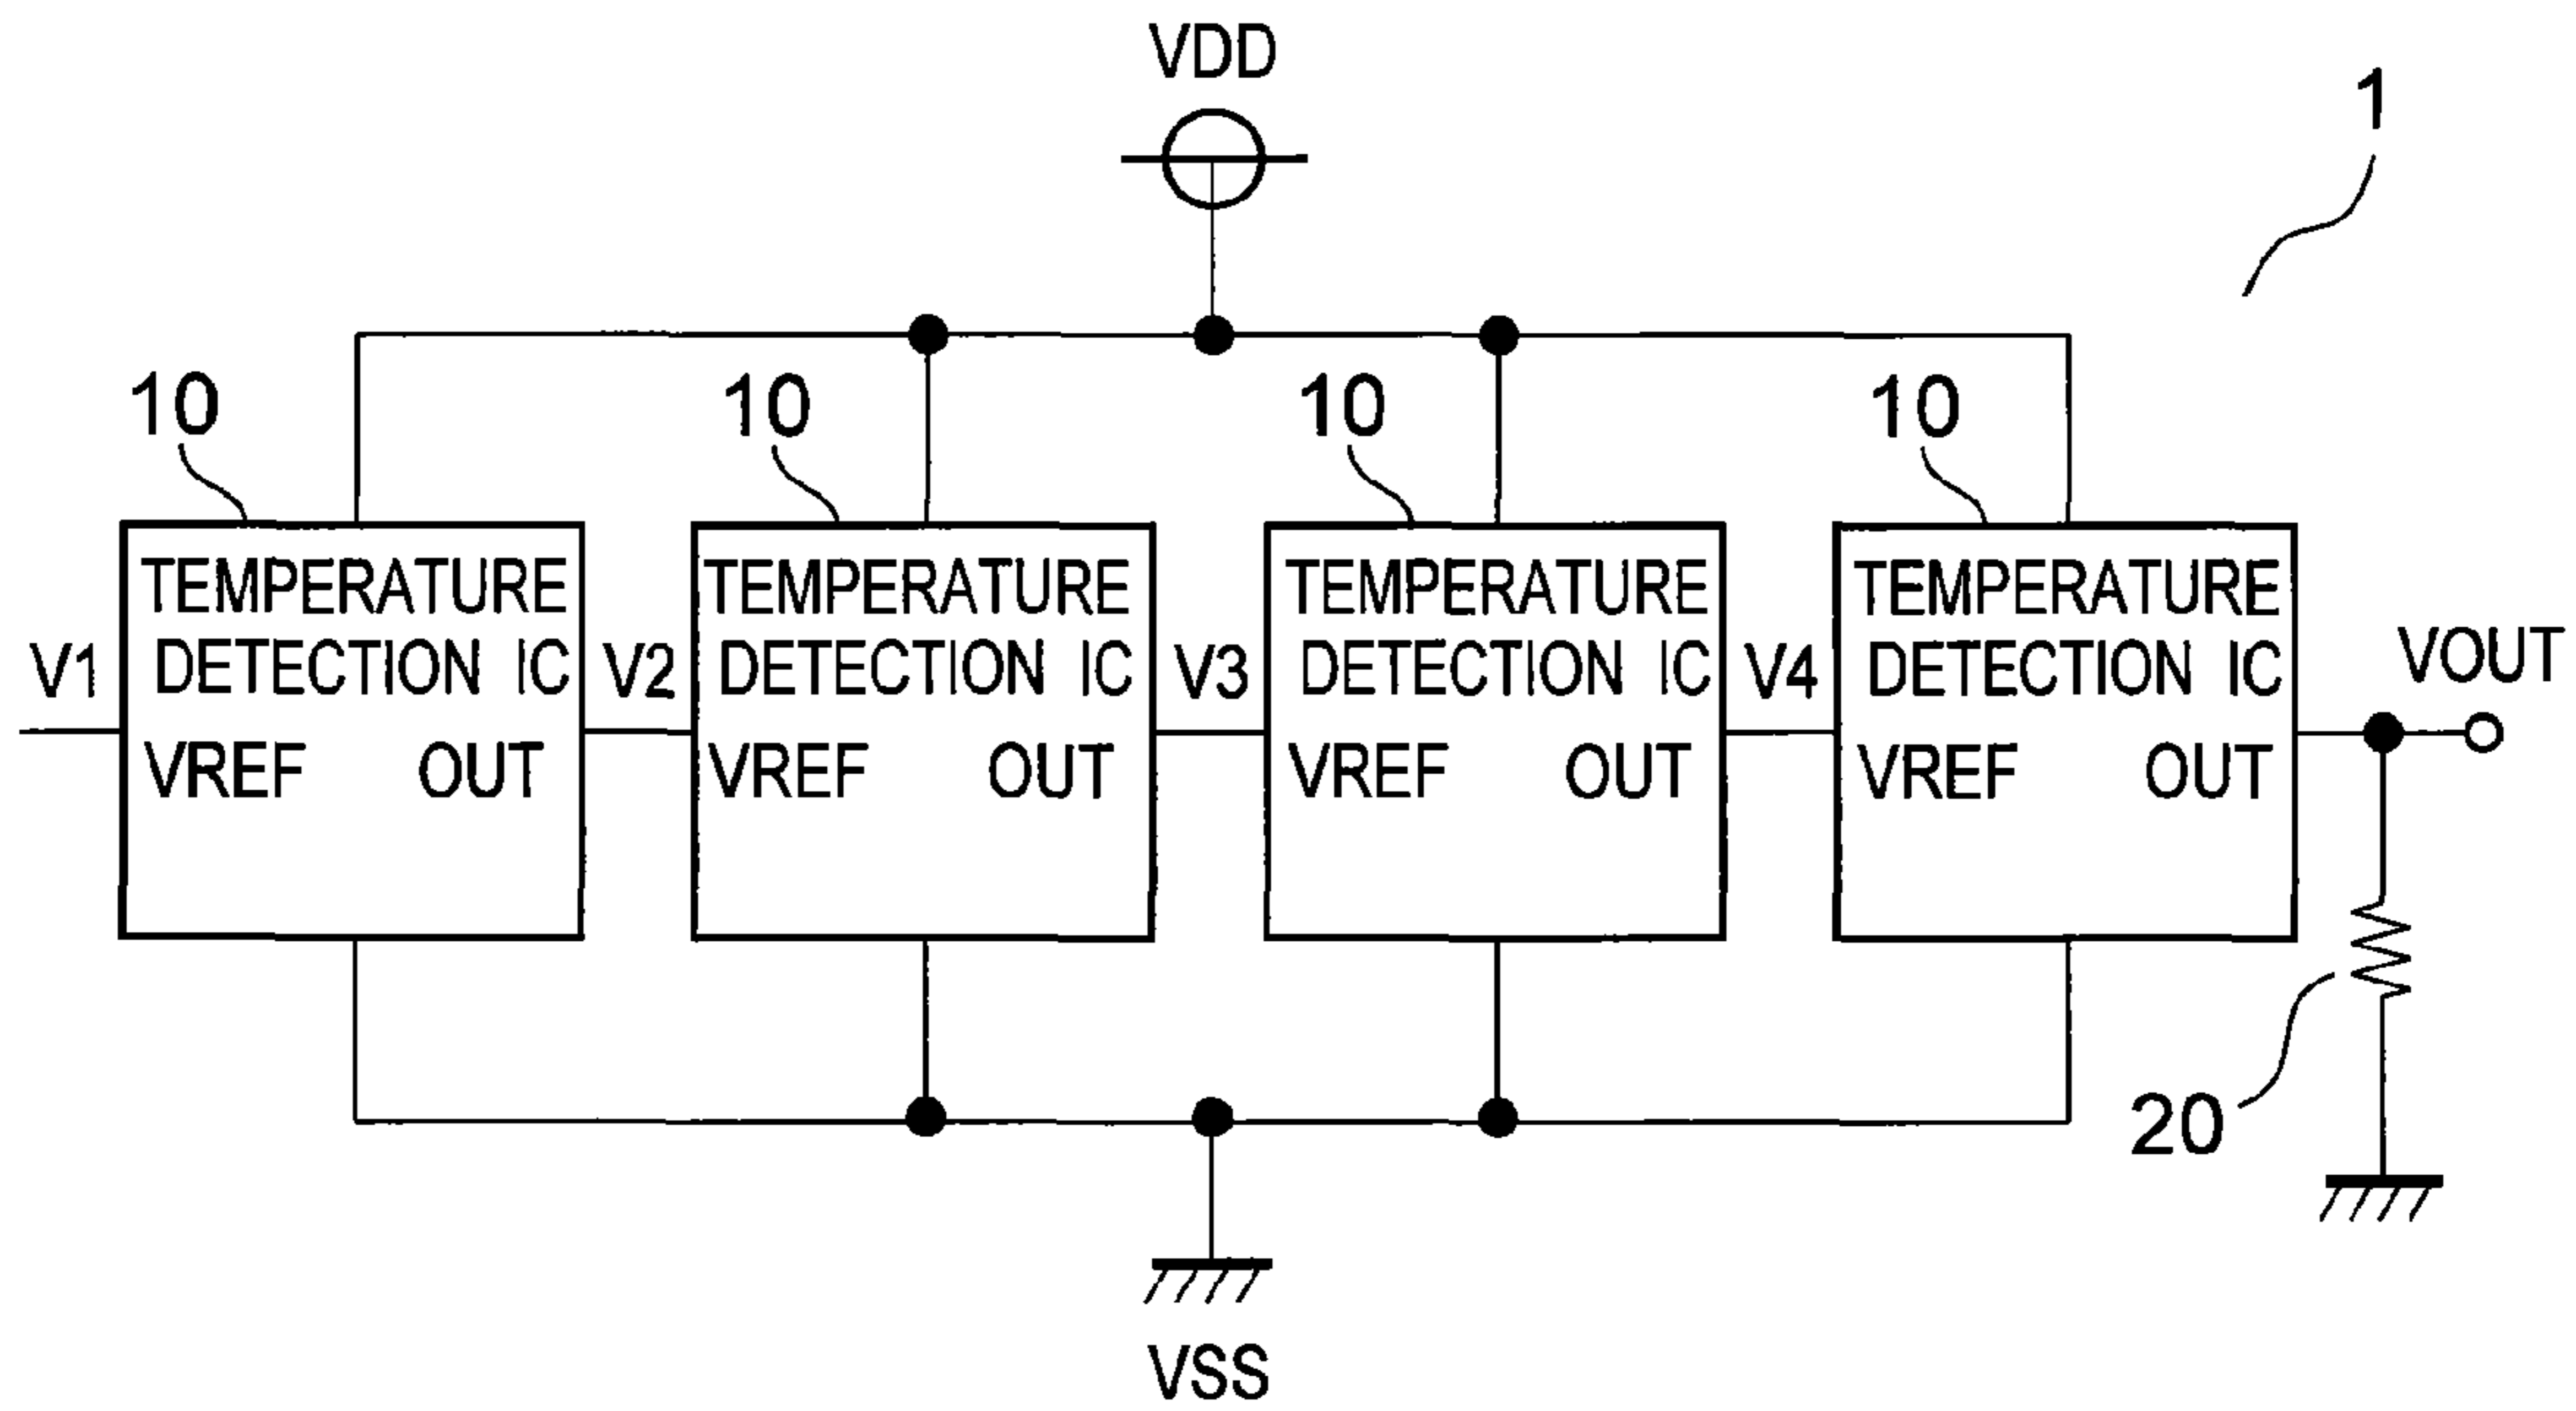 VDD
1
10
10
10
10
TEMPERATURE
DETECTION IC
VREF OUT
TEMPERATURE
DETECTION IC
VREF OUT
TEMPERATURE
DETECTION IC
VREF OUT
TEMPERATURE
DETECTION IC
VREF OUT
V1
V2
V3
V4
VOUT
20
VSS